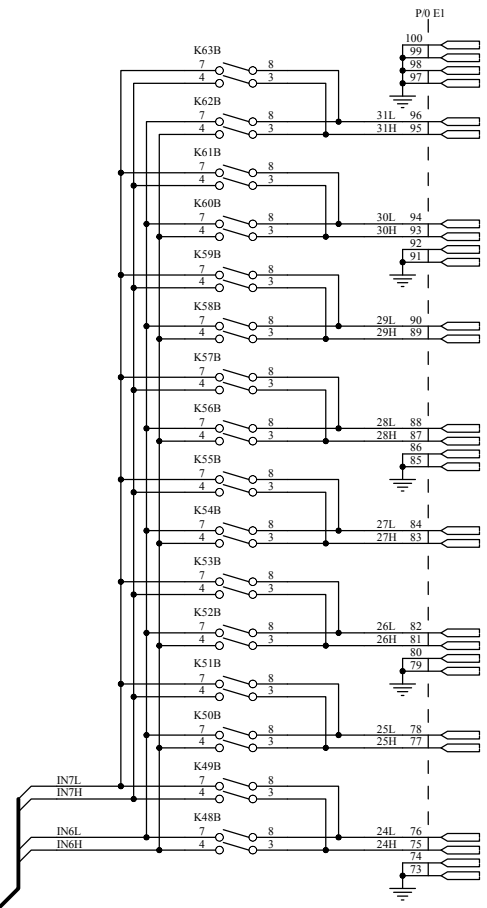 P/0 E1
100
99
98
97
K63B
7 8
4 3
K62B
7 8 31L 96
4 3 31H 95
K61B
7 8
4 3
K60B
7 8 30L 94
4 3 30H 93
92
91
K59B
7 8
4 3
K58B
7 8 29L 90
4 3 29H 89
K57B
7 8
4 3
K56B
7 8 28L 88
4 3 28H 87
86
85
K55B
7 8
4 3
K54B
7 8 27L 84
4 3 27H 83
K53B
7 8
4 3
K52B
7 8 26L 82
4 3 26H 81
80
79
K51B
7 8
4 3
K50B
7 8 25L 78
4 3 25H 77
K49B
IN7L 7 8
IN7H 4 3
K48B
IN6L 7 8 24L 76
IN6H 4 3 24H 75
74
73